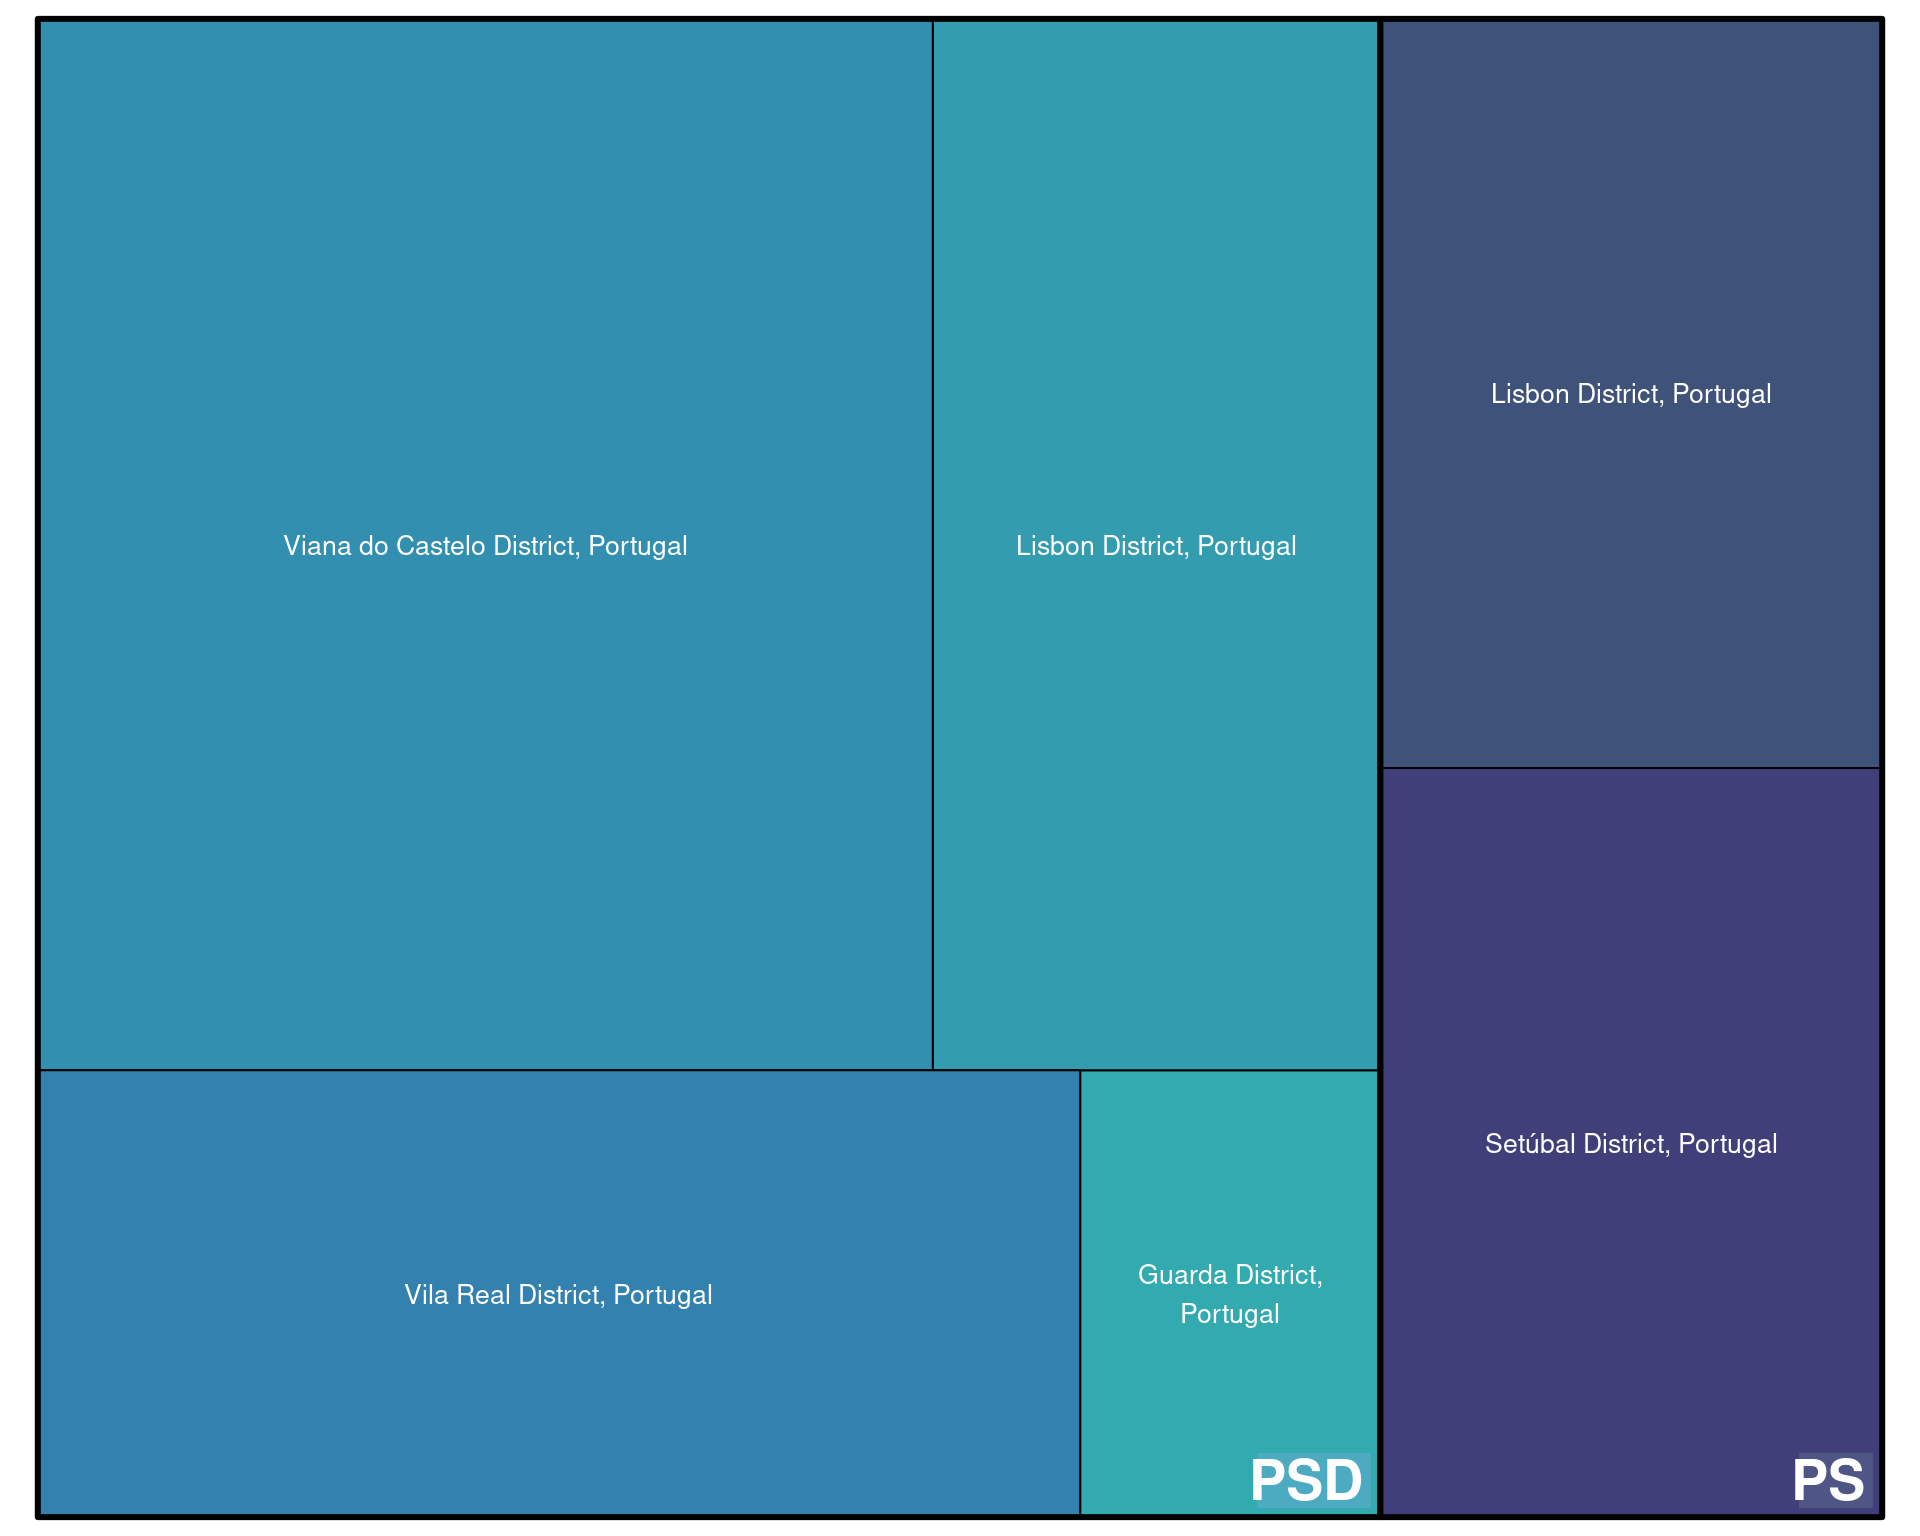 Viana do Castelo District, Portugal
Lisbon District, Portugal
Vila Real District, Portugal
Guarda District,
Portugal
PSD
Lisbon District, Portugal
Setúbal District, Portugal
PS